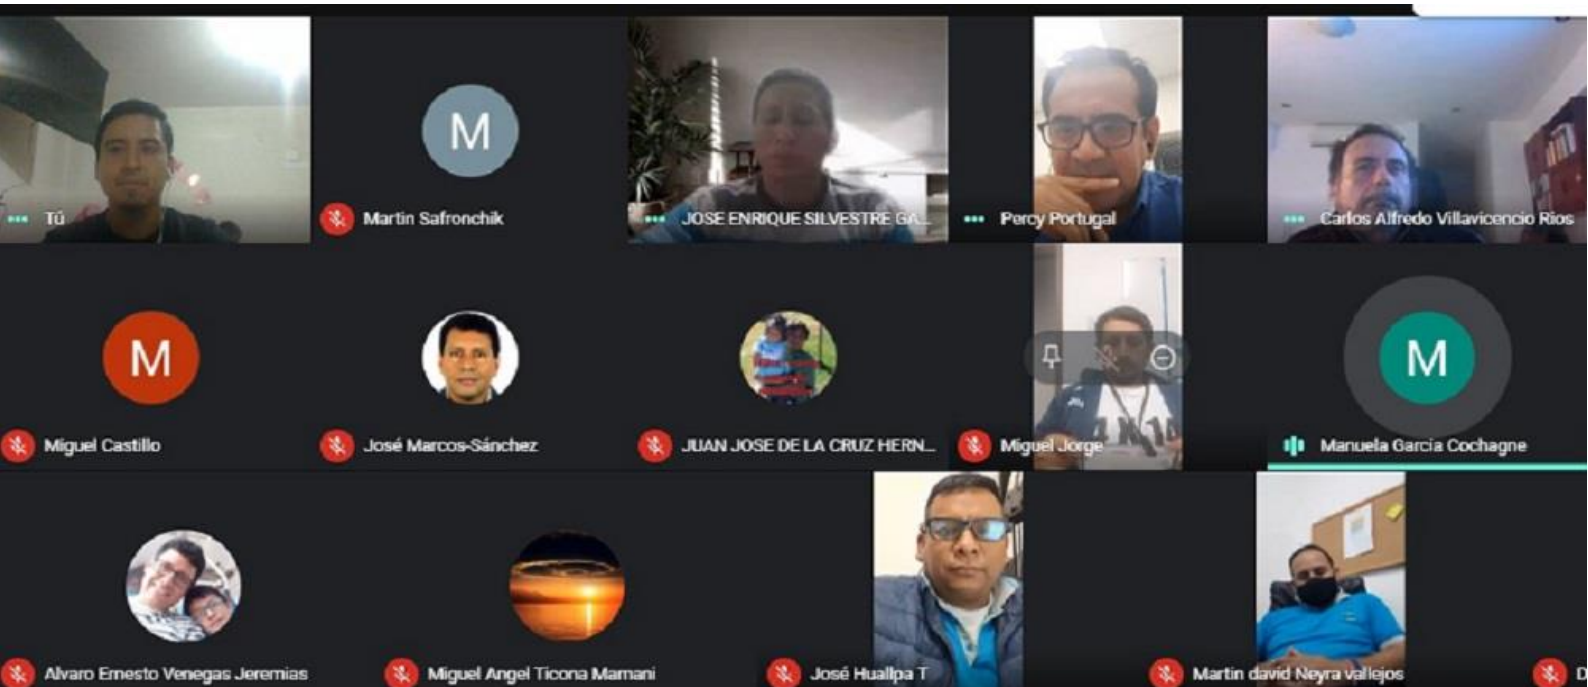 Tú
M
Martin Safronchik
JOSE ENRIQUE SILVESTRE GA...
Percy Portugal
Carlos Alfredo Villavicencio Rios
M
Miguel Castillo
José Marcos-Sánchez
JUAN JOSE DE LA CRUZ HERN...
Miguel Jorge
M
Manuela García Cochagne
Alvaro Ernesto Venegas Jeremias
Miguel Angel Ticona Mamani
José Huallpa T
Martin david Neyra vallejos
D